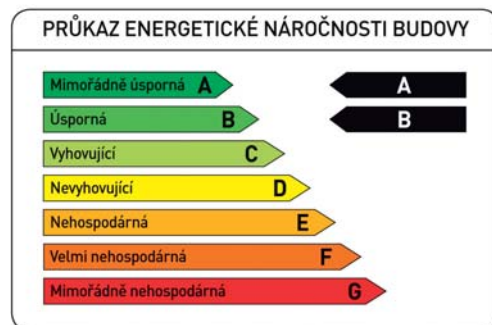 PRŮKAZ ENERGETICKÉ NÁROČNOSTI BUDOVY
Mimořádně úsporná A A
Úsporná B B
Vyhovující C
Nevyhovující D
Nehospodárná E
Velmi nehospodárná F
Mimořádně nehospodárná G